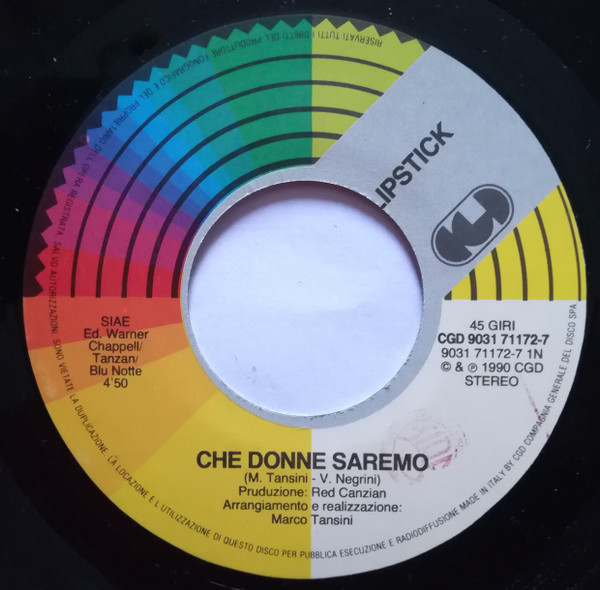 LIPSTICK
SIAE
Ed. Warner
Chappell/
Tanzan/
Blu Notte
4'50
45 GIRI
CGD 9031 71172-7
9031 71172-7 1N
© & ℗ 1990 CGD
STEREO
CHE DONNE SAREMO
(M. Tansini - V. Negrini)
Pruduzione: Red Canzian
Arrangiamento e realizzazione:
Marco Tansini
RISERVATI TUTTI I DIRETTI DEL PRODUTTORE FONOGRAFICO E DEL PROPRIETARIO DELL'OPERA REGISTRATA. SALVO AUTORIZZAZIONI, SONO VIETATE LA DUPLICAZIONE, LA LOCAZIONE E L'UTILIZZAZIONE DI QUESTO DISCO PER PUBBLICA ESECUZIONE E RADIODIFFUSIONE MADE IN ITALY BY CGD COMPAGNIA GENERALE DEL DISCO SPA